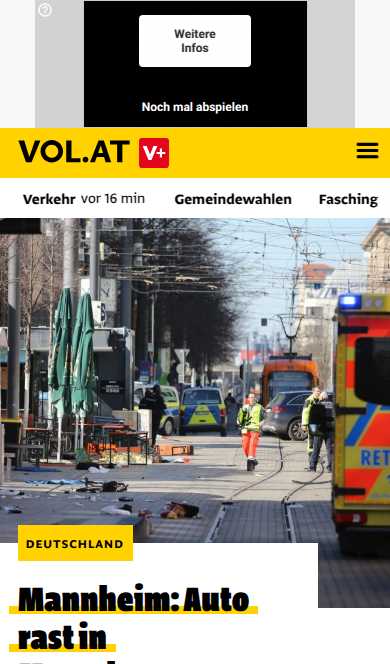 Weitere
Infos
Noch mal abspielen
VOL.AT V+
Verkehr vor 16 min Gemeindewahlen Fasching
RET
DEUTSCHLAND
Mannheim: Auto
rast in